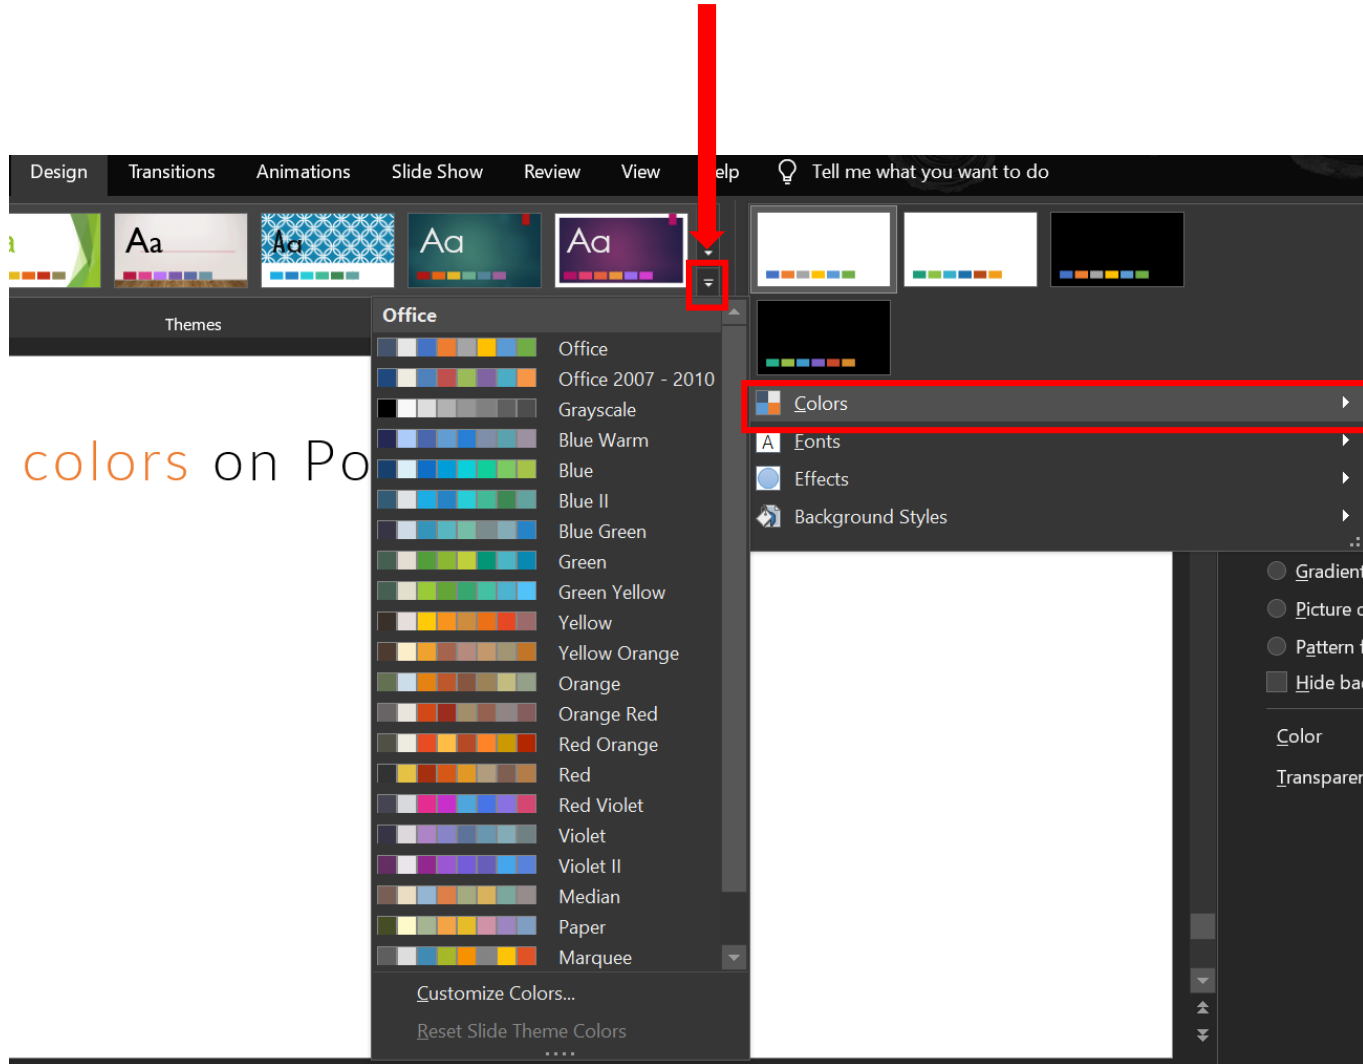 Design Transitions Animations Slide Show Review View elp Tell me what you want to do
a Aa Aa Aa Aa
Themes
Office
Office
Office 2007 - 2010
Grayscale
Blue Warm
Blue
Blue II
Blue Green
Green
Green Yellow
Yellow
Yellow Orange
Orange
Orange Red
Red Orange
Red
Red Violet
Violet
Violet II
Median
Paper
Marquee
Customize Colors...
Reset Slide Theme Colors
colors on Po
Colors
A Fonts
Effects
Background Styles
Gradient
Picture
Pattern
Hide ba
Color
Transparen